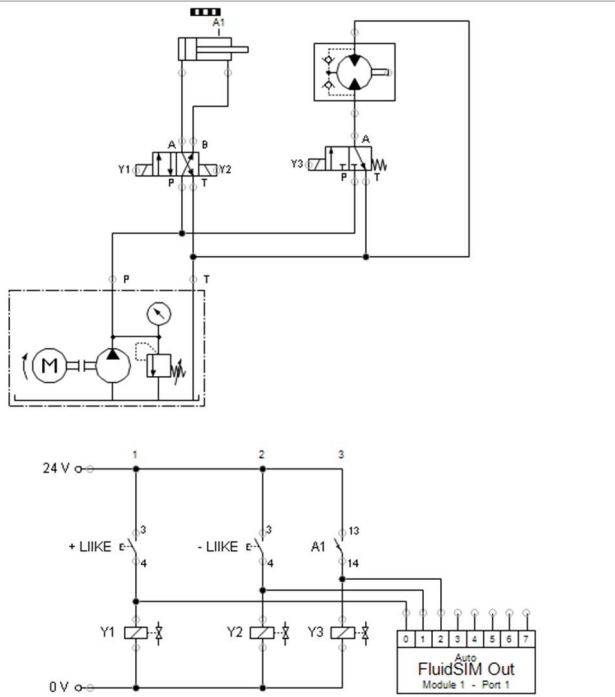 A1
A B
Y1 Y2
P T
A
Y3
P T
P T
M
1 2 3
24 V
3 3 13
+ LIIKE - LIIKE A1
4 4 14
Y1 Y2 Y3
0 1 2 3 4 5 6 7
Auto
FluidSIM Out
Module 1 - Port 1
0 V